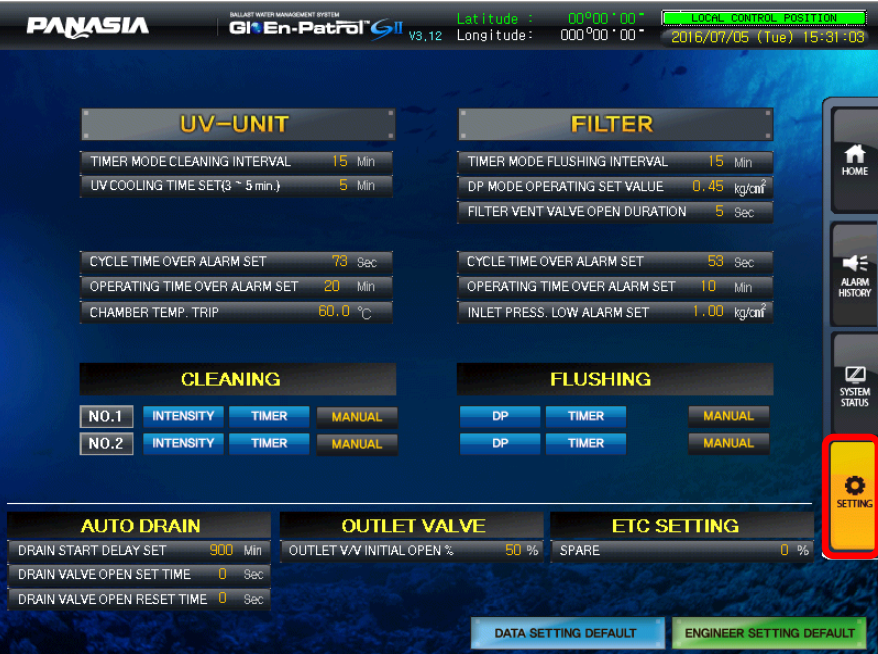 PANASIA
BALLAST WATER MANAGEMENT SYSTEM
GloEn-Patrol™ GII V3,12
Latitude : 00°00'00"
Longitude: 000°00'00"
LOCAL CONTROL POSITION
2016/07/05 (Tue) 15:31:03
UV-UNIT
TIMER MODE CLEANING INTERVAL 15 Min
UV COOLING TIME SET(3 ~ 5 min.) 5 Min
CYCLE TIME OVER ALARM SET 73 Sec
OPERATING TIME OVER ALARM SET 20 Min
CHAMBER TEMP. TRIP 60.0 ℃
FILTER
TIMER MODE FLUSHING INTERVAL 15 Min
DP MODE OPERATING SET VALUE 0.45 kg/cm²
FILTER VENT VALVE OPEN DURATION 5 Sec
CYCLE TIME OVER ALARM SET 53 Sec
OPERATING TIME OVER ALARM SET 10 Min
INLET PRESS. LOW ALARM SET 1.00 kg/cm²
CLEANING
NO.1 INTENSITY TIMER MANUAL
NO.2 INTENSITY TIMER MANUAL
FLUSHING
DP TIMER MANUAL
DP TIMER MANUAL
HOME
ALARM
HISTORY
SYSTEM
STATUS
SETTING
AUTO DRAIN
DRAIN START DELAY SET 900 Min
DRAIN VALVE OPEN SET TIME 0 Sec
DRAIN VALVE OPEN RESET TIME 0 Sec
OUTLET VALVE
OUTLET V/V INITIAL OPEN % 50 %
ETC SETTING
SPARE 0 %
DATA SETTING DEFAULT
ENGINEER SETTING DEFAULT